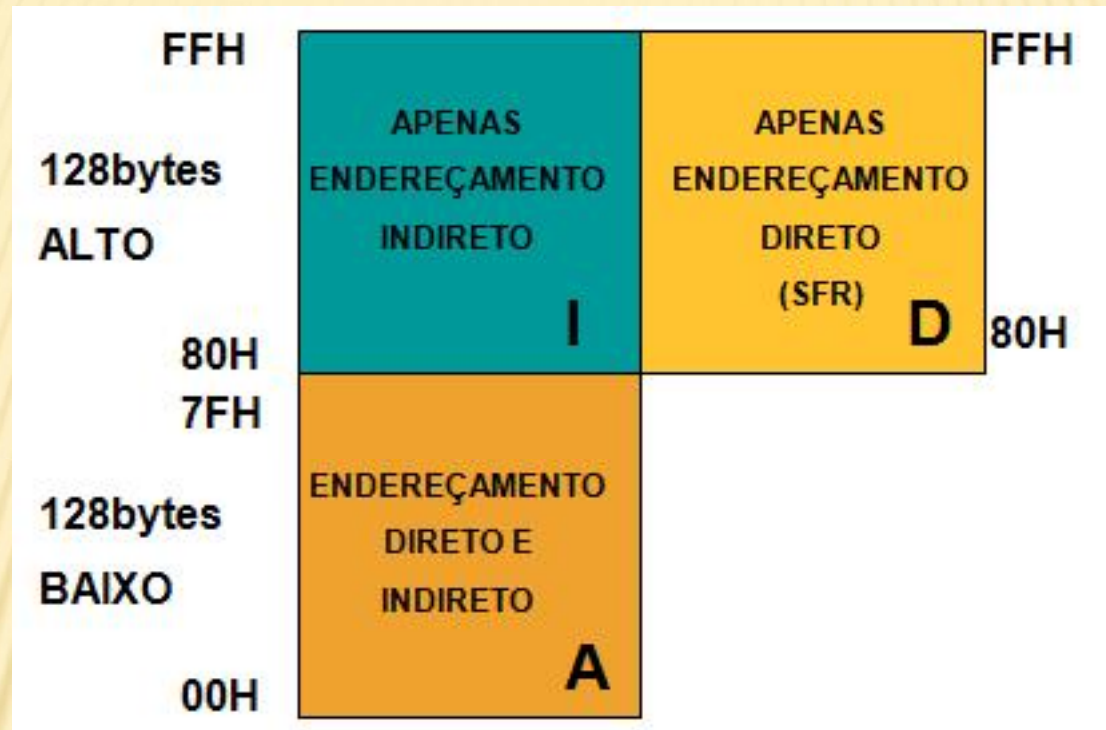 FFH
FFH
APENAS
ENDEREÇAMENTO
INDIRETO
I
APENAS
ENDEREÇAMENTO
DIRETO
(SFR)
D
128bytes
ALTO
80H
80H
7FH
ENDEREÇAMENTO
DIRETO E
INDIRETO
A
128bytes
BAIXO
00H